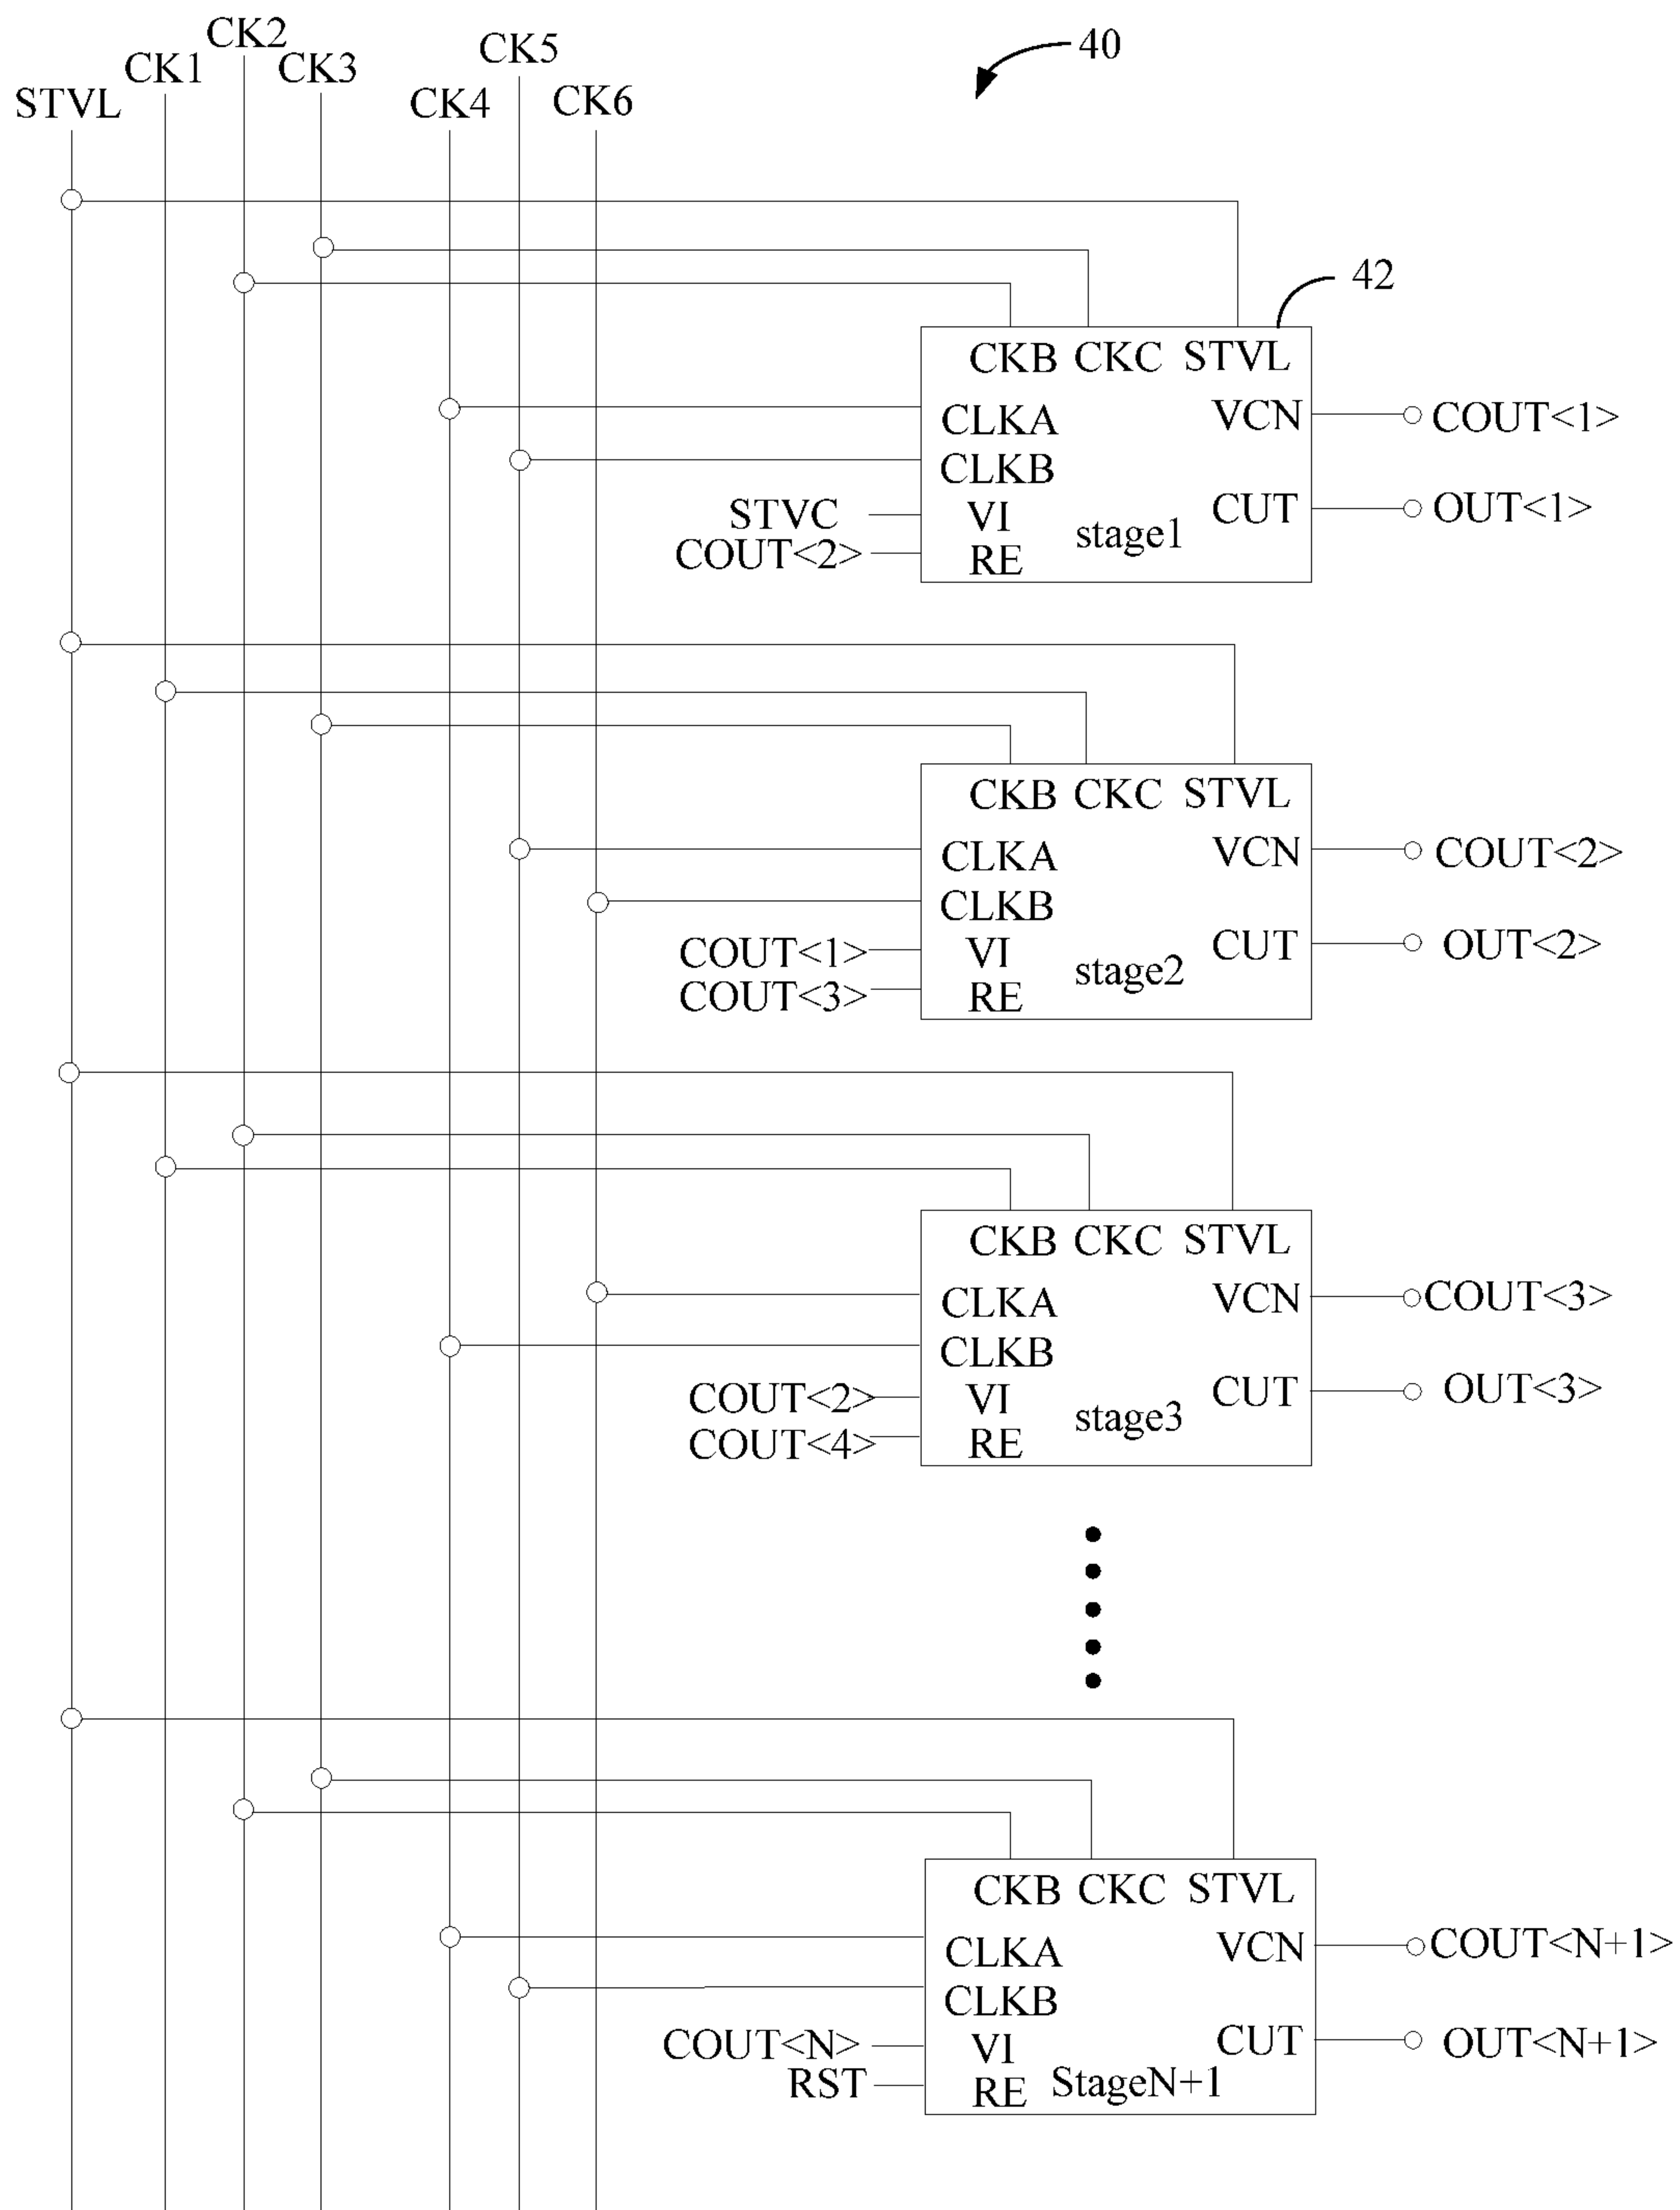 STVL
CK1
CK2
CK3
CK4
CK5
CK6
40
42
CKB CKC STVL
CLKA
CLKB
VI
RE
VCN
CUT
stage1
STVC
COUT<2>
COUT<1>
OUT<1>
CKB CKC STVL
CLKA
CLKB
VI
RE
VCN
CUT
stage2
COUT<1>
COUT<3>
COUT<2>
OUT<2>
CKB CKC STVL
CLKA
CLKB
VI
RE
VCN
CUT
stage3
COUT<2>
COUT<4>
COUT<3>
OUT<3>
CKB CKC STVL
CLKA
CLKB
VI
RE
VCN
CUT
StageN+1
COUT<N>
RST
COUT<N+1>
OUT<N+1>